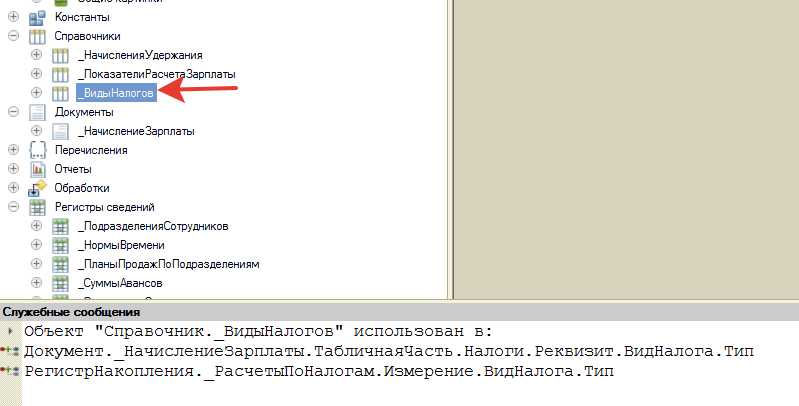 Константы
Справочники
_НачисленияУдержания
_ПоказателиРасчетаЗарплаты
_ВидыНалогов
Документы
_НачислениеЗарплаты
Перечисления
Отчеты
Обработки
Регистры сведений
_ПодразделенияСотрудников
_НормыВремени
_ПланыПродажПоПодразделениям
_СуммыАвансов
Служебные сообщения
Объект "Справочник._ВидыНалогов" использован в:
Документ._НачислениеЗарплаты.ТабличнаяЧасть.Налоги.Реквизит.ВидНалога.Тип
РегистрНакопления._РасчетыПоНалогам.Измерение.ВидНалога.Тип